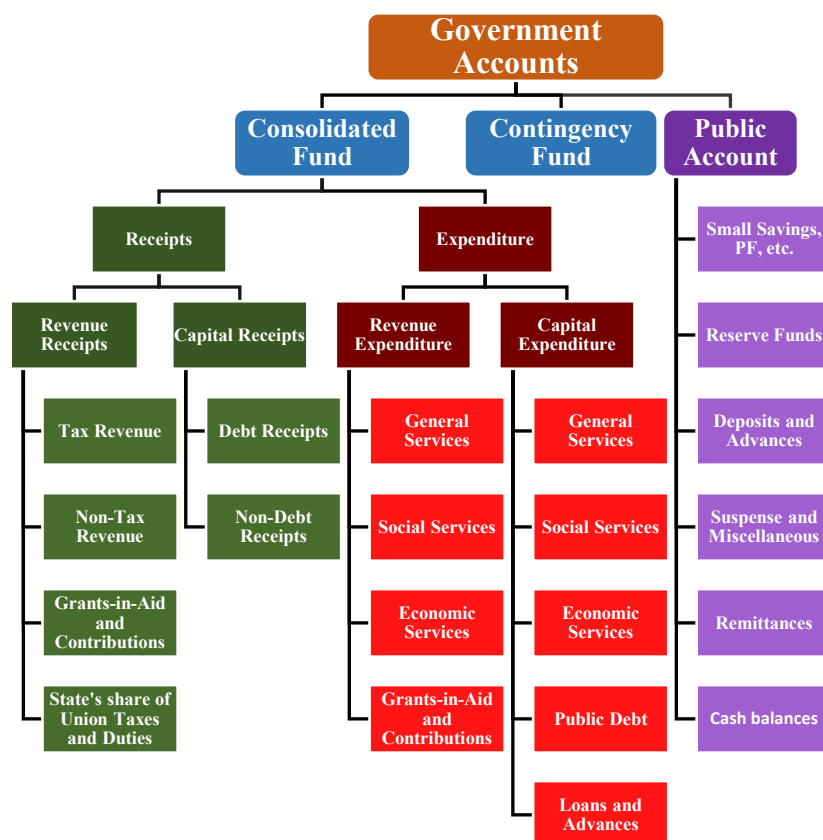 Government
Accounts
Consolidated
Fund
Contingency
Fund
Public
Account
Receipts
Expenditure
Revenue
Receipts
Capital Receipts
Revenue
Expenditure
Capital
Expenditure
Tax Revenue
Non-Tax
Revenue
Grants-in-Aid
and
Contributions
State's share of
Union Taxes
and Duties
Debt Receipts
Non-Debt
Receipts
General
Services
Social Services
Economic
Services
Grants-in-Aid
and
Contributions
General
Services
Social Services
Economic
Services
Public Debt
Loans and
Advances
Small Savings,
PF, etc.
Reserve Funds
Deposits and
Advances
Suspense and
Miscellaneous
Remittances
Cash balances